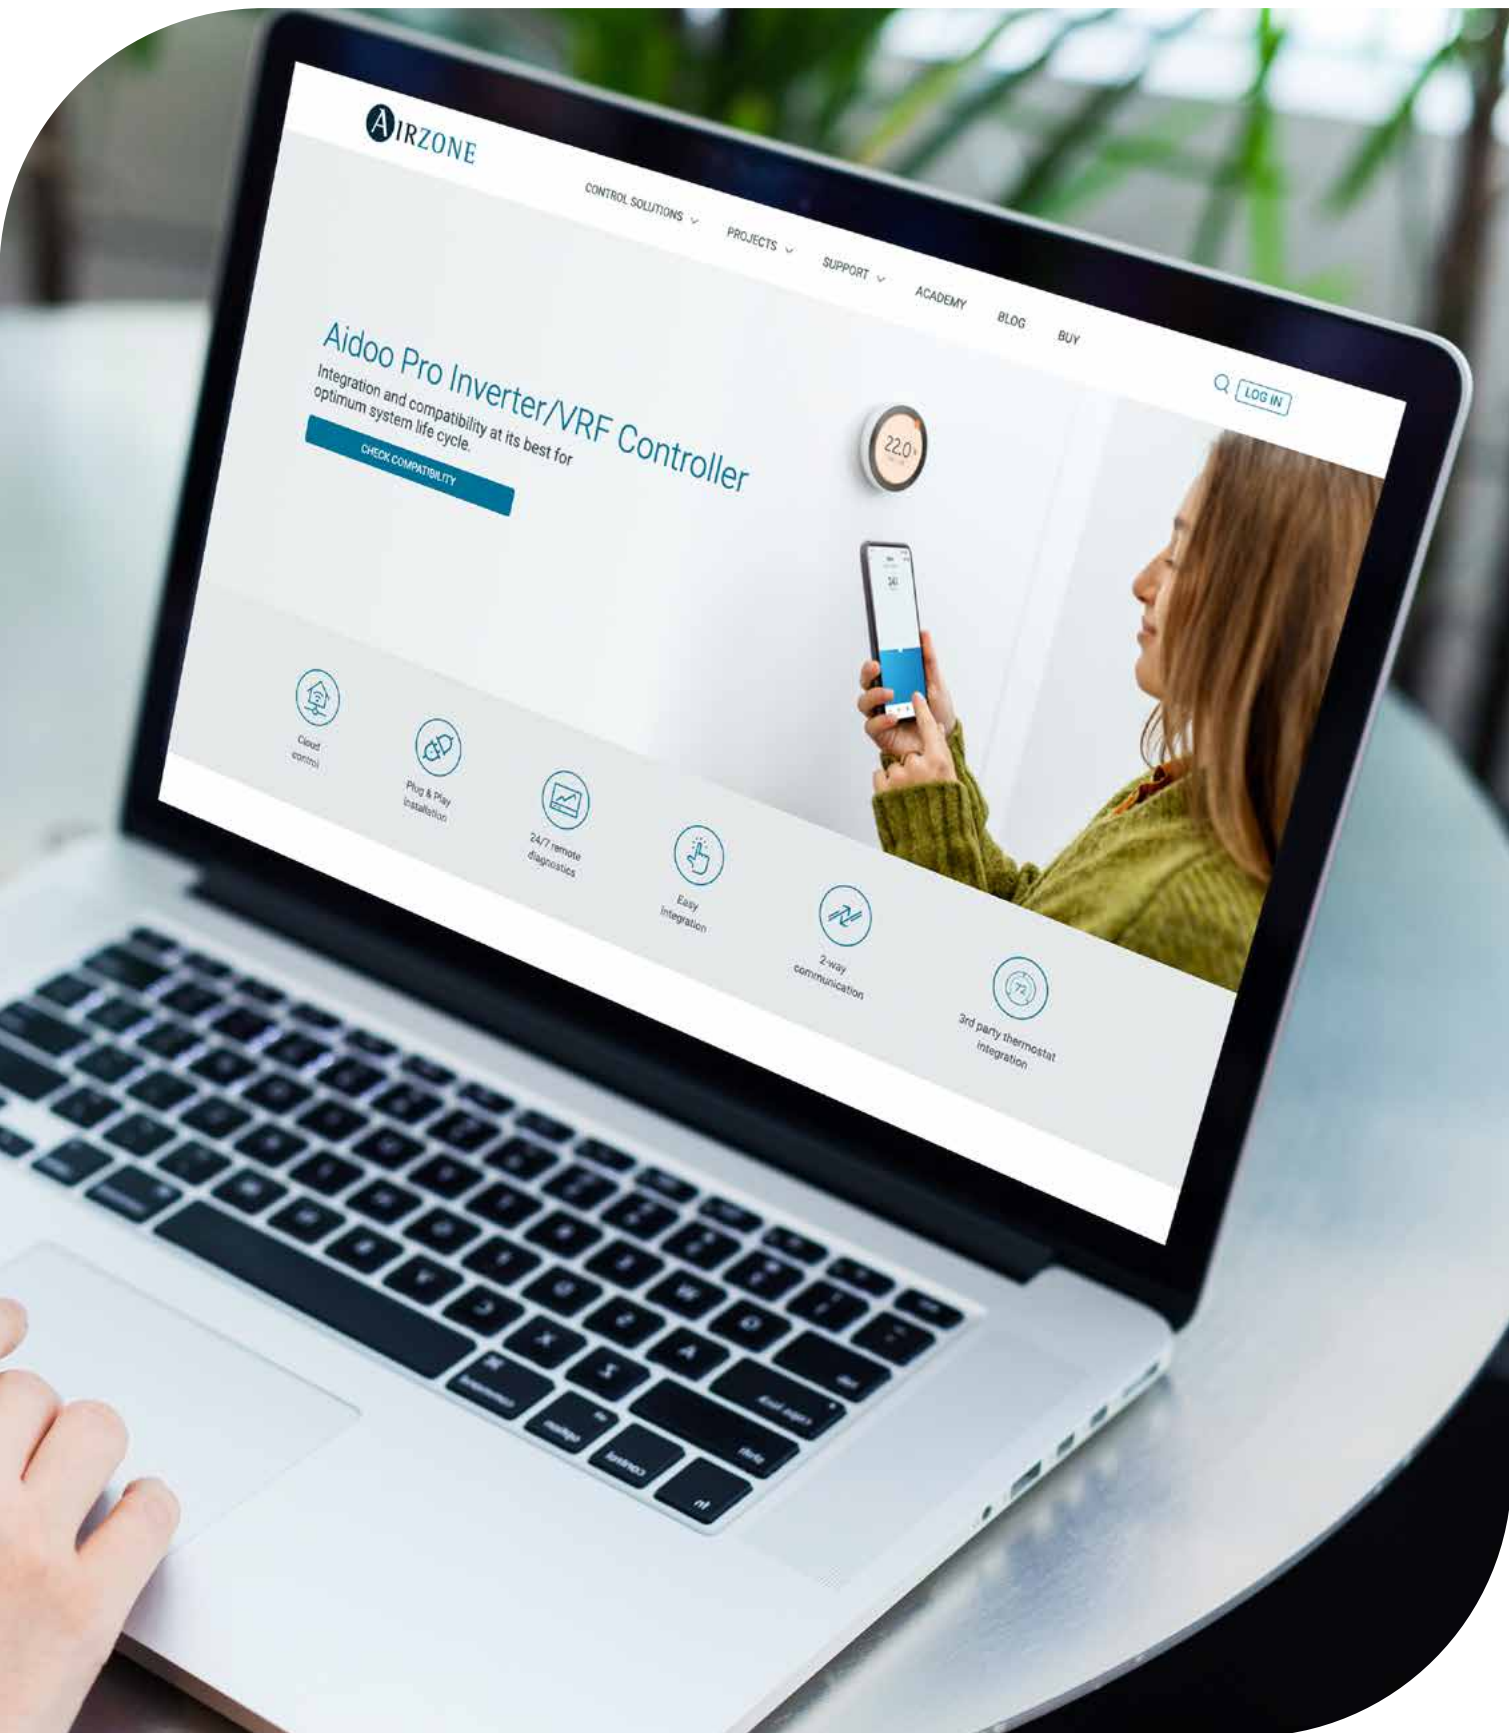 AIRZONE
CONTROL SOLUTIONS
PROJECTS
SUPPORT
ACADEMY
BLOG
BUY
LOG IN
Aidoo Pro Inverter/VRF Controller
Integration and compatibility at its best for
optimum system life cycle.
CHECK COMPATIBILITY
22.0
Cloud
control
Plug & Play
installation
24/7 remote
diagnostics
Easy
integration
2-way
communication
72
3rd party thermostat
integration